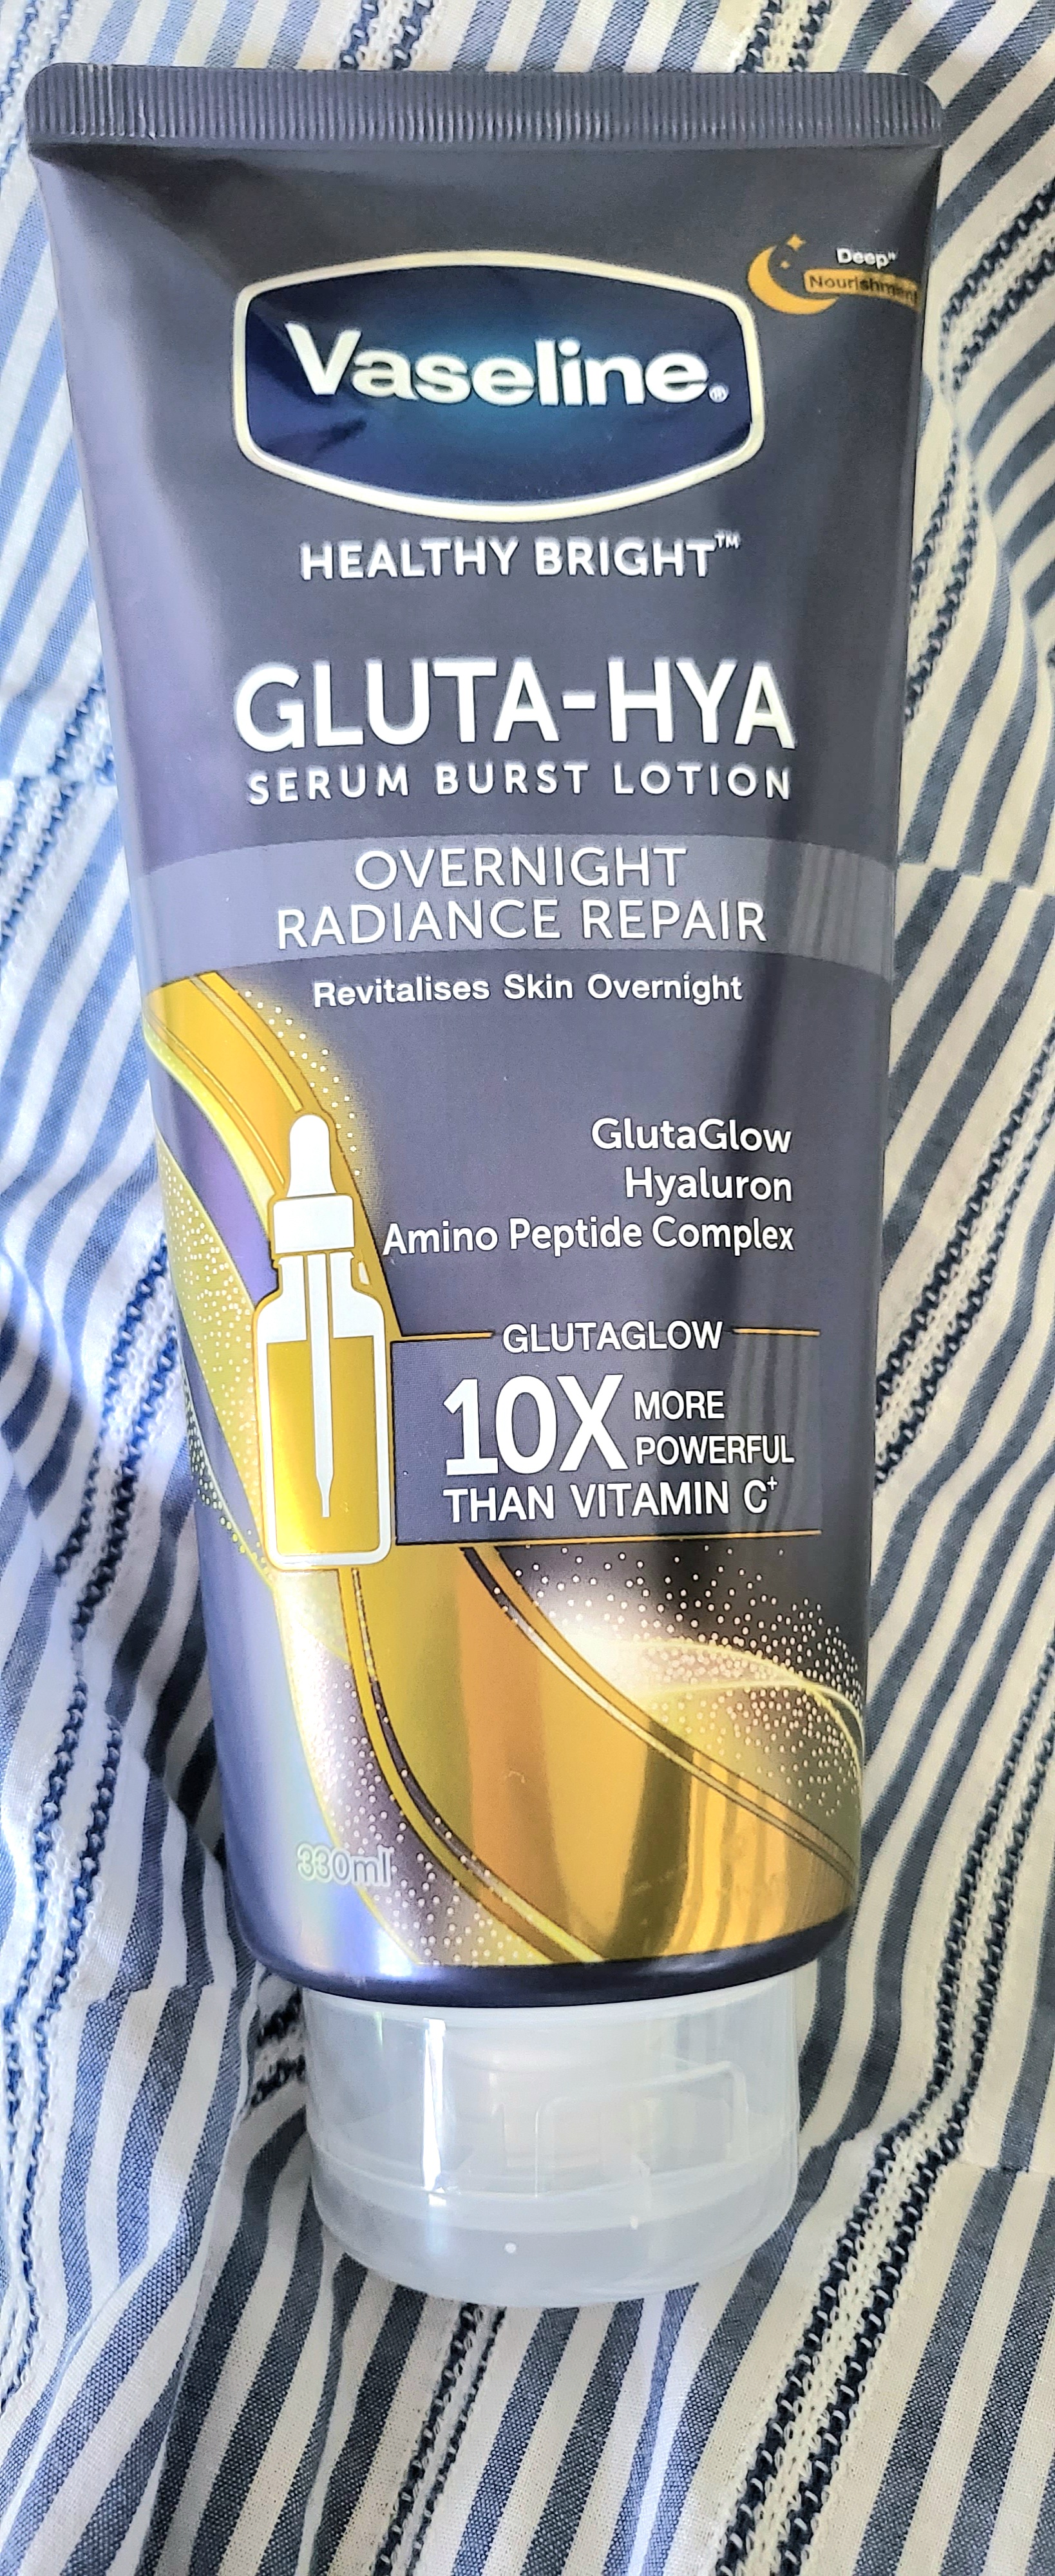 Deep"
Nourishment
Vaseline®
HEALTHY BRIGHT™
GLUTA-HYA
SERUM BURST LOTION
OVERNIGHT
RADIANCE REPAIR
Revitalises Skin Overnight
GlutaGlow
Hyaluron
Amino Peptide Complex
GLUTAGLOW
10X MORE
POWERFUL
THAN VITAMIN C⁺
330ml